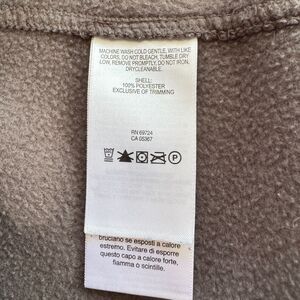 MACHINE WASH COLD GENTLE, WITH LIKE
COLORS, DO NOT BLEACH, TUMBLE DRY
LOW, REMOVE PROMPTLY, DO NOT IRON,
DRYCLEANABLE.
SHELL:
100% POLYESTER
EXCLUSIVE OF TRIMMING
RN 69724
CA 05367
P
bruciano se esposti a calore
estremo. Evitare di esporre
questo capo a calore forte,
fiamma o scintille.